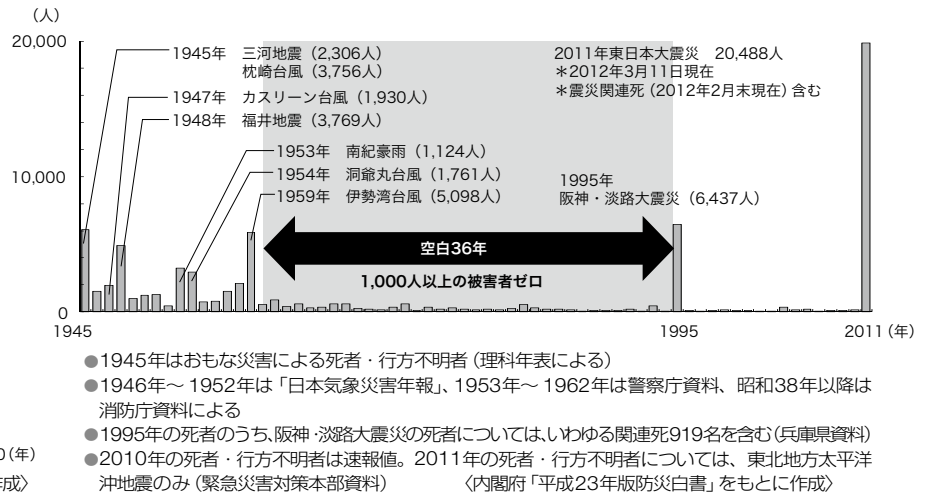 （人）
20,000
10,000
0
1945年　三河地震（2,306人）
枕崎台風（3,756人）
1947年　カスリーン台風（1,930人）
1948年　福井地震（3,769人）
1953年　南紀豪雨（1,124人）
1954年　洞爺丸台風（1,761人）
1959年　伊勢湾台風（5,098人）
2011年東日本大震災　20,488人
＊2012年3月11日現在
＊震災関連死（2012年2月末現在）含む
1995年
阪神・淡路大震災（6,437人）
空白36年
1,000人以上の被害者ゼロ
1945
1995
2011（年）
●1945年はおもな災害による死者・行方不明者（理科年表による）
●1946年～1952年は「日本気象災害年報」、1953年～1962年は警察庁資料、昭和38年以降は
消防庁資料による
●1995年の死者のうち、阪神・淡路大震災の死者については、いわゆる関連死919名を含む（兵庫県資料）
●2010年の死者・行方不明者は速報値。2011年の死者・行方不明者については、東北地方太平洋
沖地震のみ（緊急災害対策本部資料）　〈内閣府「平成23年版防災白書」をもとに作成〉
0（年）
作成〉